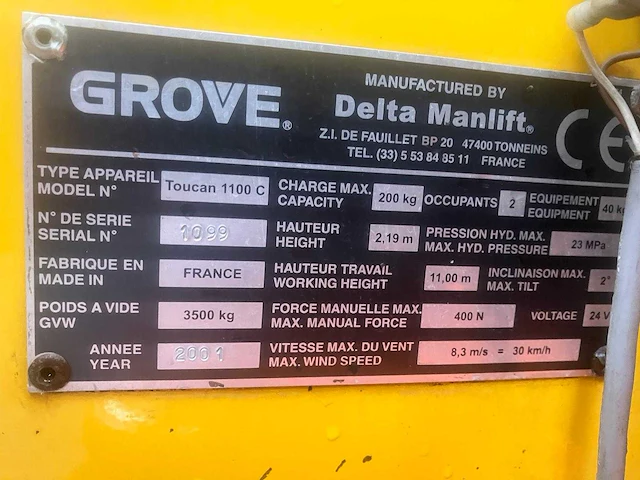 GROVE®
MANUFACTURED BY
Delta Manlift®
Z.I. DE FAUILLET BP 20 47400 TONNEINS
TEL. (33) 5 53 84 85 11 FRANCE
CE
TYPE APPAREIL
MODEL N°
Toucan 1100 C
CHARGE MAX.
CAPACITY
200 kg
OCCUPANTS
2
EQUIPEMENT
EQUIPMENT
40 kg
N° DE SERIE
SERIAL N°
1099
HAUTEUR
HEIGHT
2,19 m
PRESSION HYD. MAX.
MAX. HYD. PRESSURE
23 MPa
FABRIQUE EN
MADE IN
FRANCE
HAUTEUR TRAVAIL
WORKING HEIGHT
11,00 m
INCLINAISON MAX.
MAX. TILT
2°
POIDS A VIDE
GVW
3500 kg
FORCE MANUELLE MAX.
MAX. MANUAL FORCE
400 N
VOLTAGE
24 V
ANNEE
YEAR
2001
VITESSE MAX. DU VENT
MAX. WIND SPEED
8,3 m/s = 30 km/h